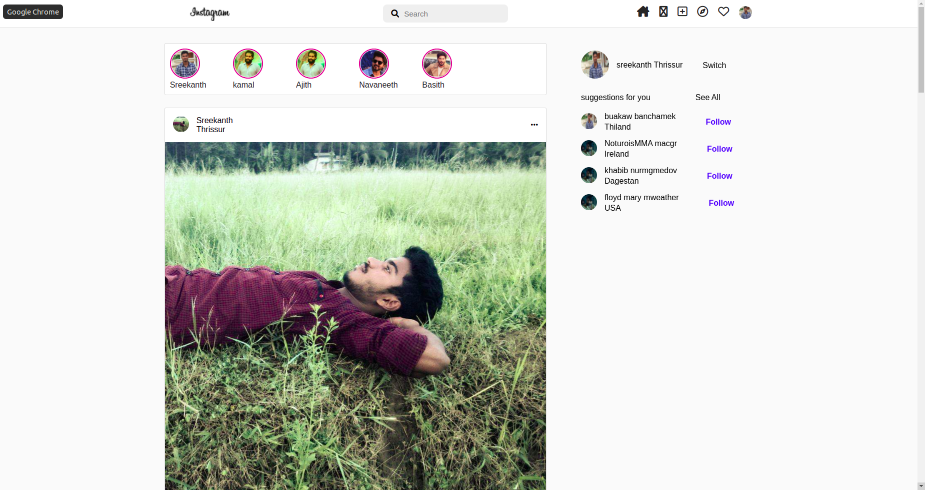 Google Chrome
Instagram
Search
Sreekanth
kamal
Ajith
Navaneeth
Basith
Sreekanth
Thrissur
sreekanth Thrissur
Switch
suggestions for you
See All
buakaw banchamek
Thiland
Follow
NoturoisMMA macgr
Ireland
Follow
khabib nurmgmedov
Dagestan
Follow
floyd mary mweather
USA
Follow